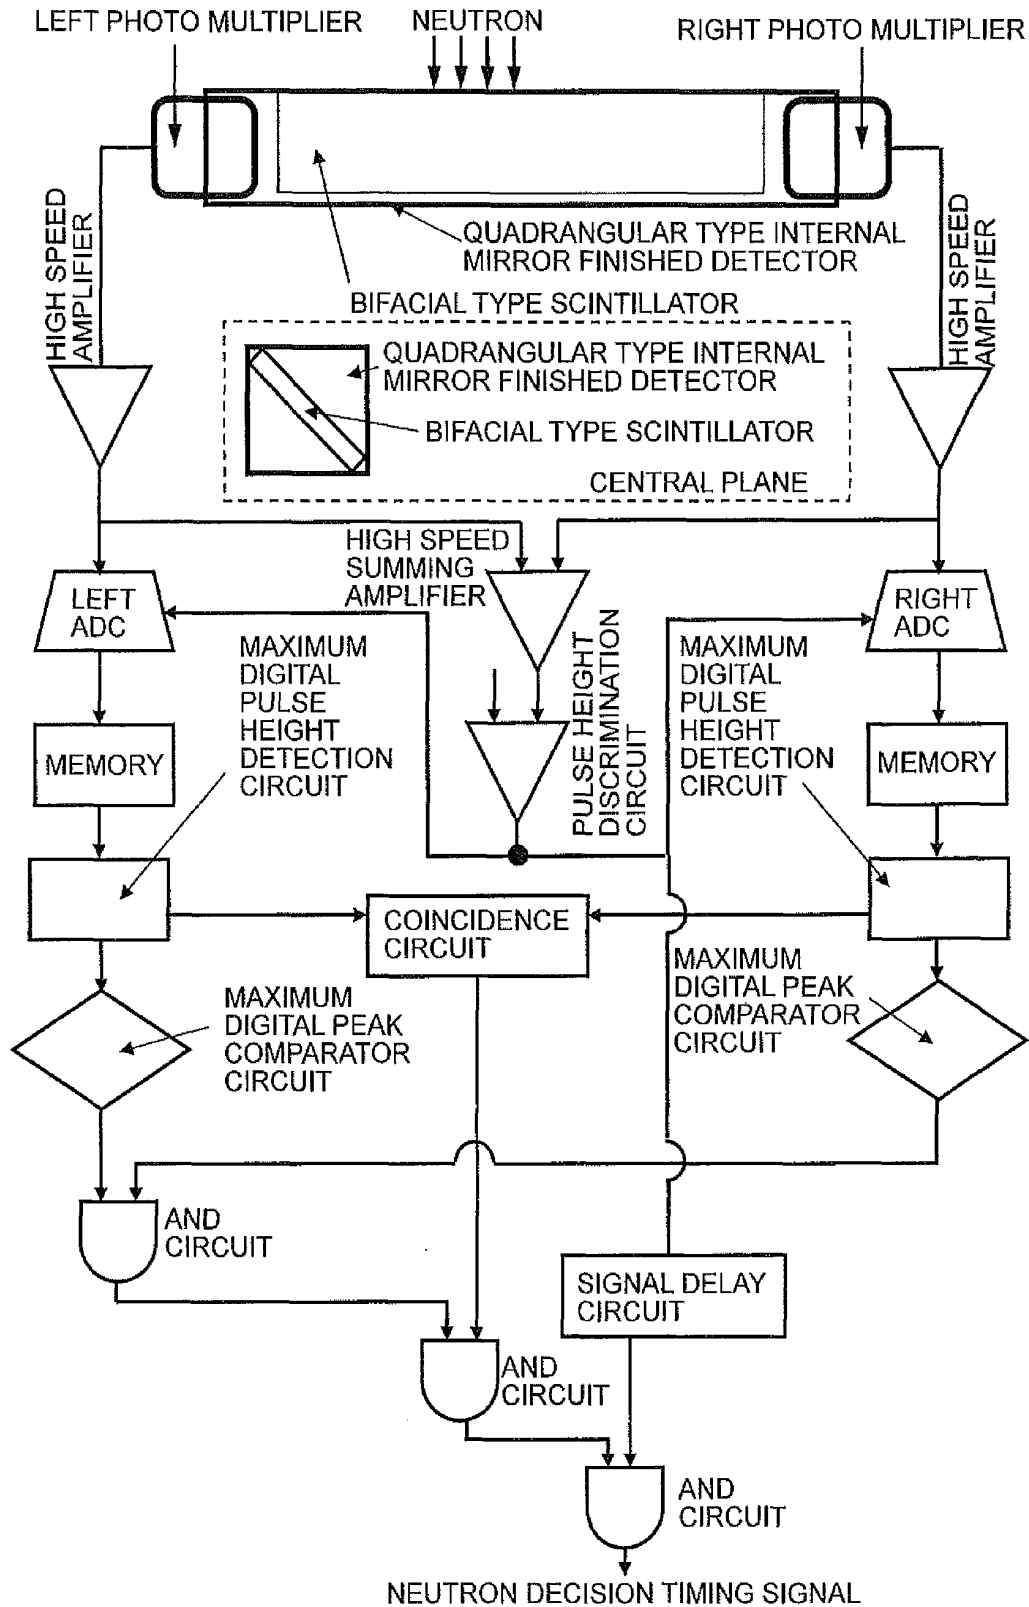 LEFT PHOTO MULTIPLIER
NEUTRON
RIGHT PHOTO MULTIPLIER
HIGH SPEED
AMPLIFIER
QUADRANGULAR TYPE INTERNAL
MIRROR FINISHED DETECTOR
BIFACIAL TYPE SCINTILLATOR
HIGH SPEED
AMPLIFIER
QUADRANGULAR TYPE INTERNAL
MIRROR FINISHED DETECTOR
BIFACIAL TYPE SCINTILLATOR
CENTRAL PLANE
HIGH SPEED
SUMMING
AMPLIFIER
LEFT
ADC
RIGHT
ADC
MAXIMUM
DIGITAL
PULSE
HEIGHT
DETECTION
CIRCUIT
PULSE HEIGHT
DISCRIMINATION
CIRCUIT
MAXIMUM
DIGITAL
PULSE
HEIGHT
DETECTION
CIRCUIT
MEMORY
MEMORY
COINCIDENCE
CIRCUIT
MAXIMUM
DIGITAL PEAK
COMPARATOR
CIRCUIT
MAXIMUM
DIGITAL PEAK
COMPARATOR
CIRCUIT
AND
CIRCUIT
SIGNAL DELAY
CIRCUIT
AND
CIRCUIT
AND
CIRCUIT
NEUTRON DECISION TIMING SIGNAL